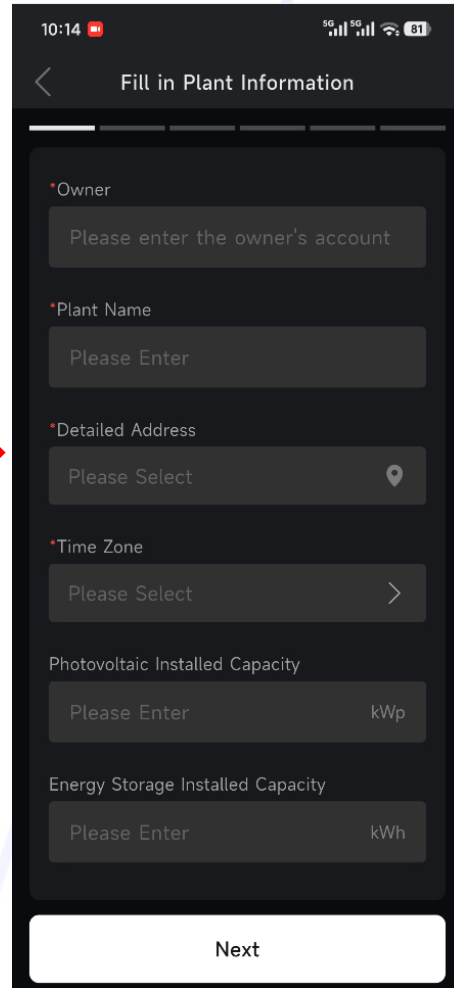 10:14 5G 5G 81
Fill in Plant Information
*Owner
Please enter the owner's account
*Plant Name
Please Enter
*Detailed Address
Please Select
*Time Zone
Please Select
Photovoltaic Installed Capacity
Please Enter kWp
Energy Storage Installed Capacity
Please Enter kWh
Next